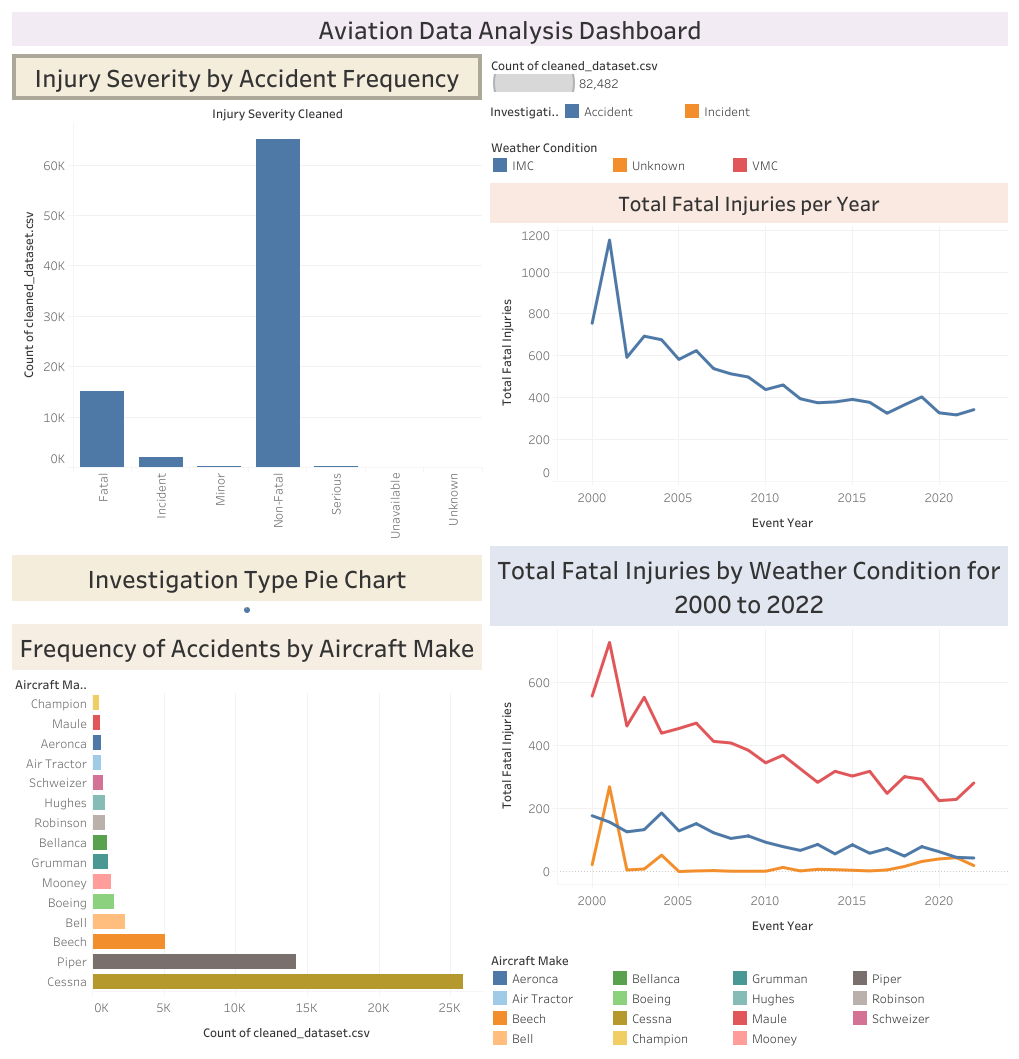 Aviation Data Analysis Dashboard
Injury Severity by Accident Frequency
Injury Severity Cleaned
Count of cleaned_dataset.csv
60K
50K
40K
30K
20K
10K
0K
Fatal
Incident
Minor
Non-Fatal
Serious
Unavailable
Unknown
Count of cleaned_dataset.csv
82,482
Investigati.. Accident Incident
Weather Condition
IMC Unknown VMC
Total Fatal Injuries per Year
Total Fatal Injuries
1200
1000
800
600
400
200
0
2000 2005 2010 2015 2020
Event Year
Investigation Type Pie Chart
Frequency of Accidents by Aircraft Make
Aircraft Ma..
Champion
Maule
Aeronca
Air Tractor
Schweizer
Hughes
Robinson
Bellanca
Grumman
Mooney
Boeing
Bell
Beech
Piper
Cessna
0K 5K 10K 15K 20K 25K
Count of cleaned_dataset.csv
Total Fatal Injuries by Weather Condition for
2000 to 2022
Total Fatal Injuries
600
400
200
0
2000 2005 2010 2015 2020
Event Year
Aircraft Make
Aeronca Bellanca Grumman Piper
Air Tractor Boeing Hughes Robinson
Beech Cessna Maule Schweizer
Bell Champion Mooney